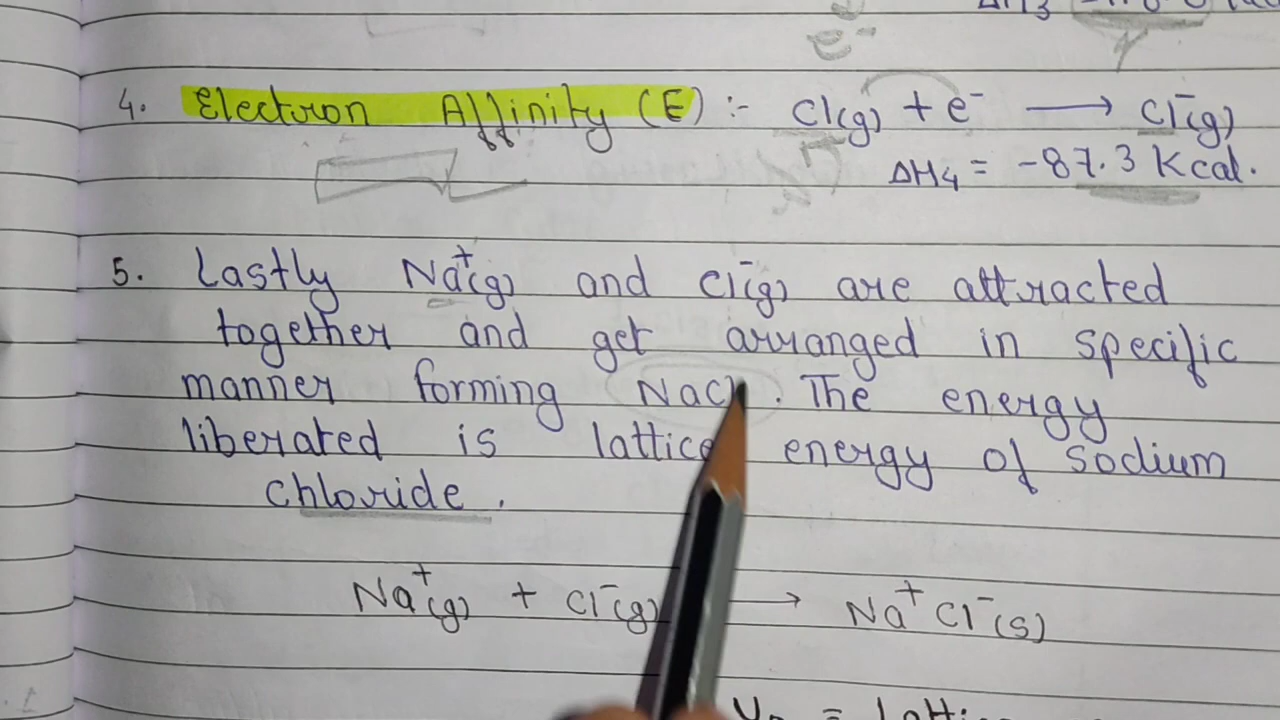 e⁻
4. Electron Affinity (E) :- Cl(g) + e⁻ ⟶ Cl⁻(g)
ΔH₄ = -87.3 Kcal.
5. Lastly Na⁺(g) and Cl⁻(g) are attracted
together and get arranged in specific
manner forming NaCl. The energy
liberated is lattice energy of sodium
chloride.
Na⁺(g) + Cl⁻(g) ⟶ Na⁺Cl⁻(s)